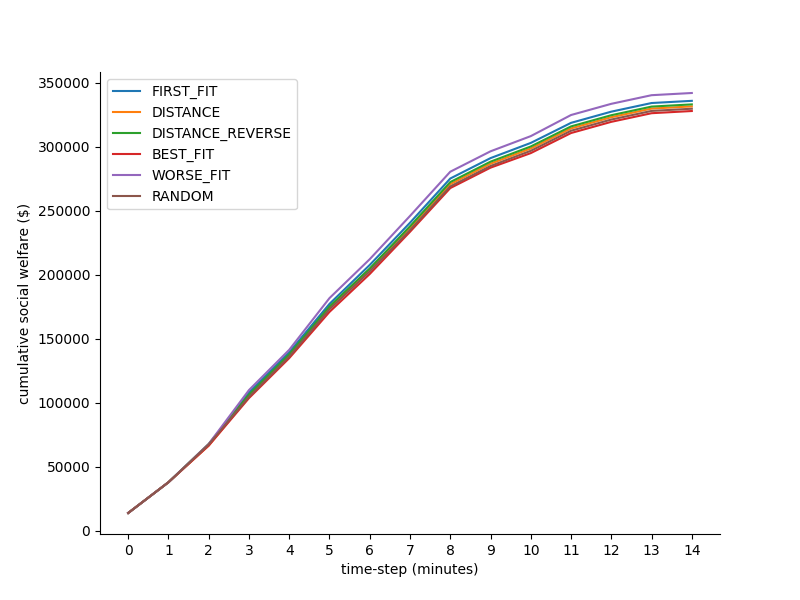 350000
300000
250000
200000
150000
100000
50000
0
cumulative social welfare ($)
FIRST_FIT
DISTANCE
DISTANCE_REVERSE
BEST_FIT
WORSE_FIT
RANDOM
0 1 2 3 4 5 6 7 8 9 10 11 12 13 14
time-step (minutes)